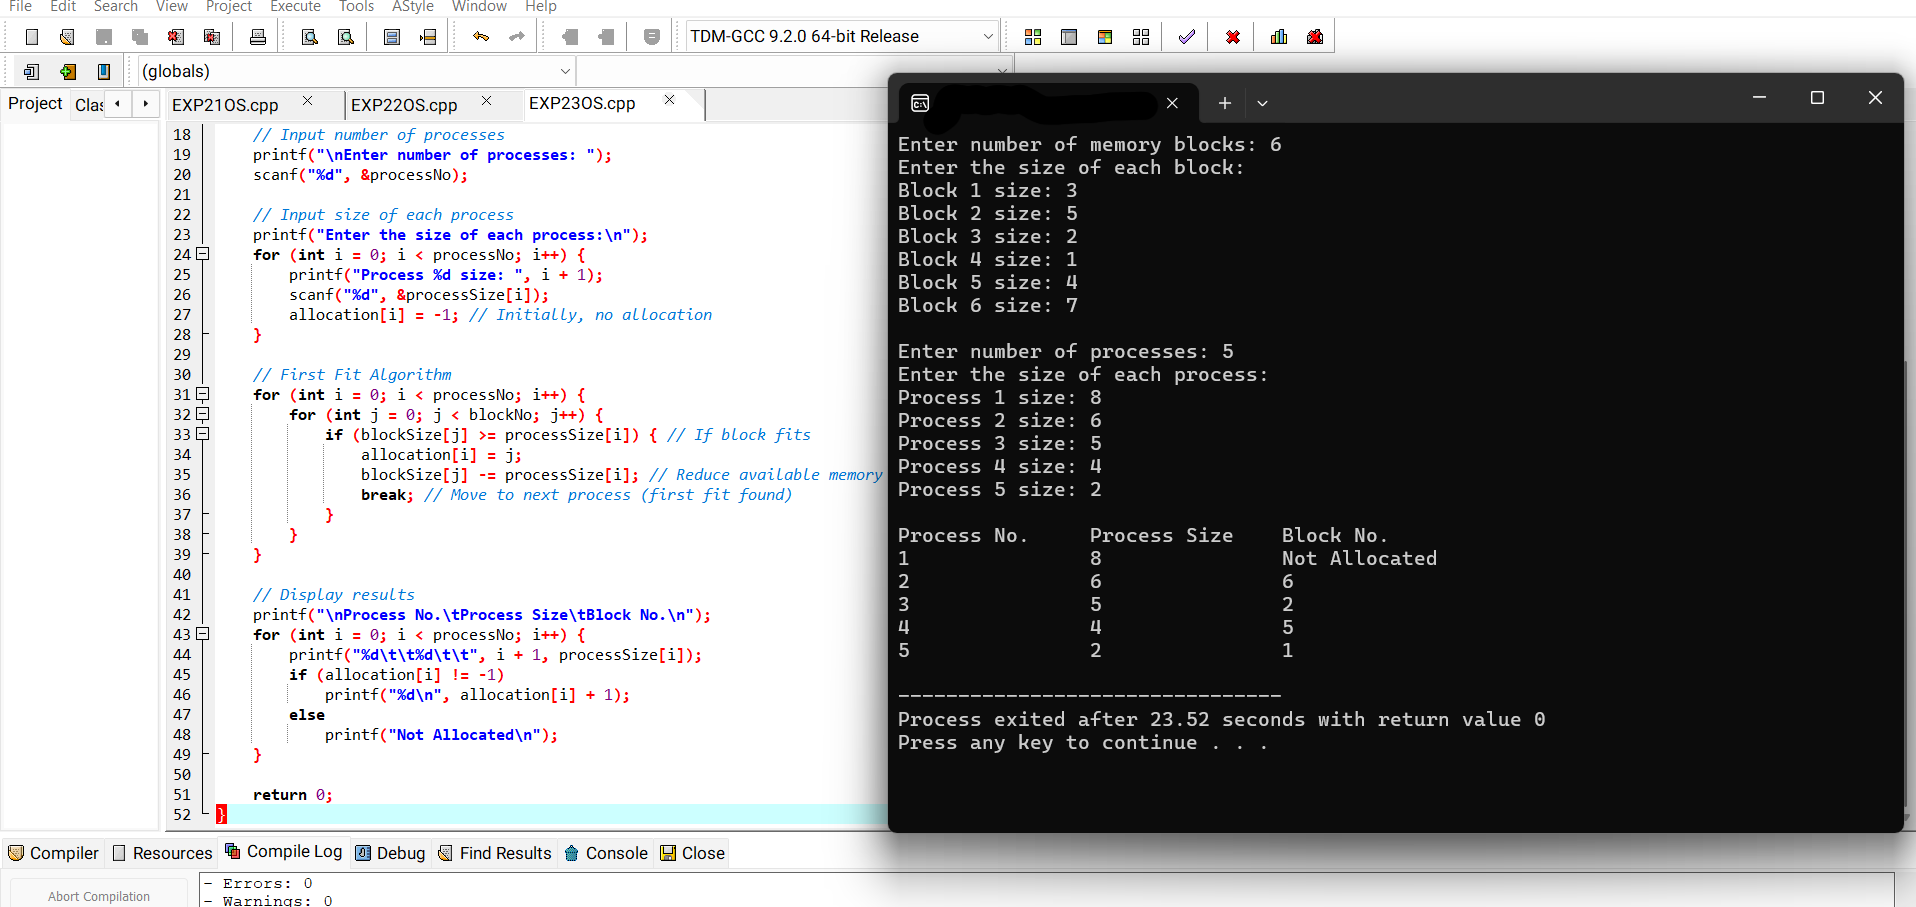 File Edit Search View Project Execute Tools AStyle Window Help
TDM-GCC 9.2.0 64-bit Release
(globals)
Project Clas EXP21OS.cpp EXP22OS.cpp EXP23OS.cpp
18 // Input number of processes
19 printf("\nEnter number of processes: ");
20 scanf("%d", &processNo);
21
22 // Input size of each process
23 printf("Enter the size of each process:\n");
24 for (int i = 0; i < processNo; i++) {
25 printf("Process %d size: ", i + 1);
26 scanf("%d", &processSize[i]);
27 allocation[i] = -1; // Initially, no allocation
28 }
29
30 // First Fit Algorithm
31 for (int i = 0; i < processNo; i++) {
32 for (int j = 0; j < blockNo; j++) {
33 if (blockSize[j] >= processSize[i]) { // If block fits
34 allocation[i] = j;
35 blockSize[j] -= processSize[i]; // Reduce available memory
36 break; // Move to next process (first fit found)
37 }
38 }
39 }
40
41 // Display results
42 printf("\nProcess No.\tProcess Size\tBlock No.\n");
43 for (int i = 0; i < processNo; i++) {
44 printf("%d\t\t%d\t\t", i + 1, processSize[i]);
45 if (allocation[i] != -1)
46 printf("%d\n", allocation[i] + 1);
47 else
48 printf("Not Allocated\n");
49 }
50
51 return 0;
52 }
Enter number of memory blocks: 6
Enter the size of each block:
Block 1 size: 3
Block 2 size: 5
Block 3 size: 2
Block 4 size: 1
Block 5 size: 4
Block 6 size: 7
Enter number of processes: 5
Enter the size of each process:
Process 1 size: 8
Process 2 size: 6
Process 3 size: 5
Process 4 size: 4
Process 5 size: 2
Process No. Process Size Block No.
1 8 Not Allocated
2 6 6
3 5 2
4 4 5
5 2 1
--------------------------------
Process exited after 23.52 seconds with return value 0
Press any key to continue . . .
Compiler Resources Compile Log Debug Find Results Console Close
Abort Compilation
- Errors: 0
- Warnings: 0